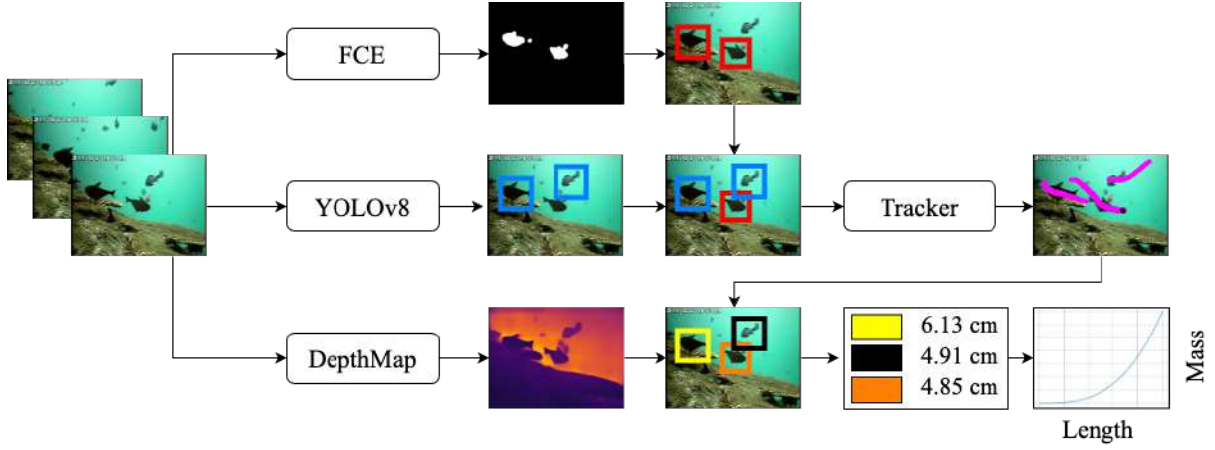 FCE
YOLOv8
Tracker
DepthMap
6.13 cm
4.91 cm
4.85 cm
Mass
Length